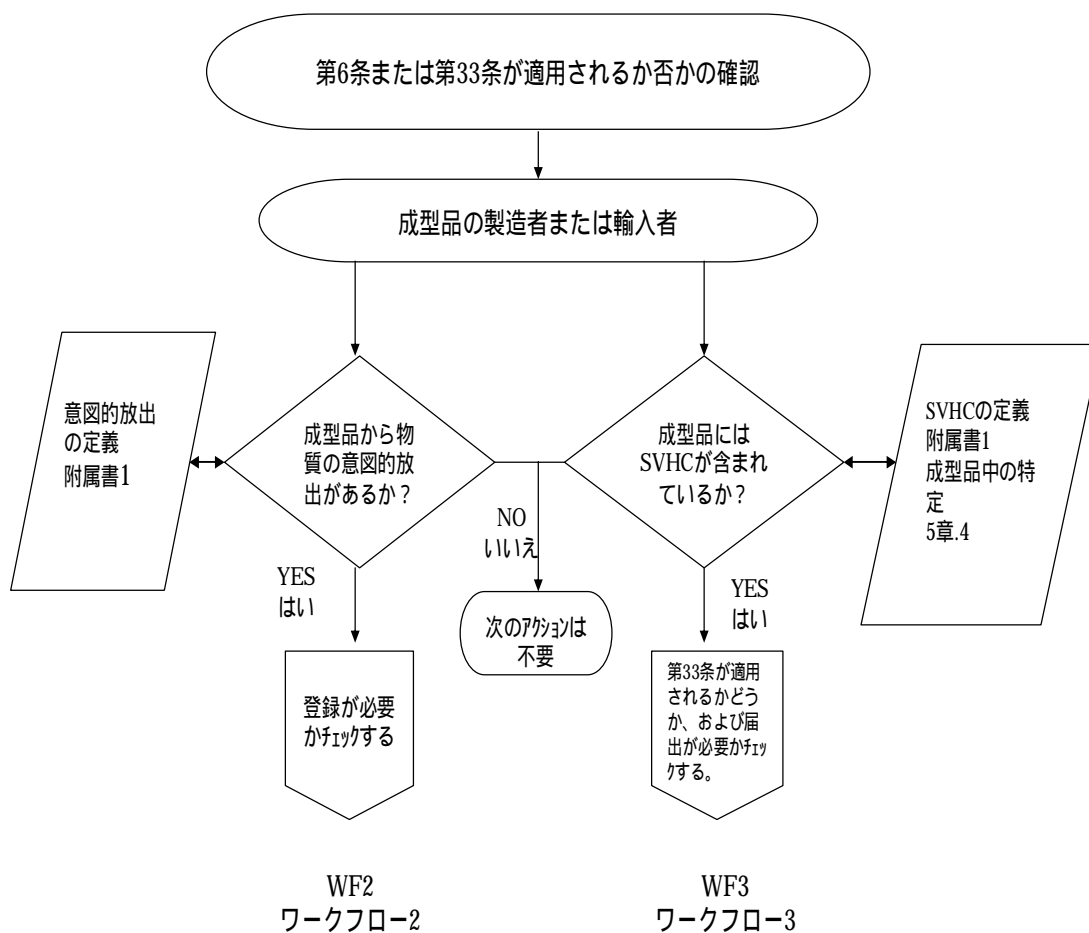 第6条または第33条が適用されるか否かの確認
成型品の製造者または輸入者
意図的放出
の定義
附属書1
成型品から物
質の意図的放
出があるか？
成型品には
SVHCが含まれ
ているか？
SVHCの定義
附属書1
成型品中の特
定
5章.4
NO
いいえ
YES
はい
YES
はい
次のｱｸｼｮﾝは
不要
登録が必要
かﾁｪｯｸする
第33条が適用
されるかどう
か、および届
出が必要かﾁｪｯ
ｸする。
WF2
ワークフロー2
WF3
ワークフロー3